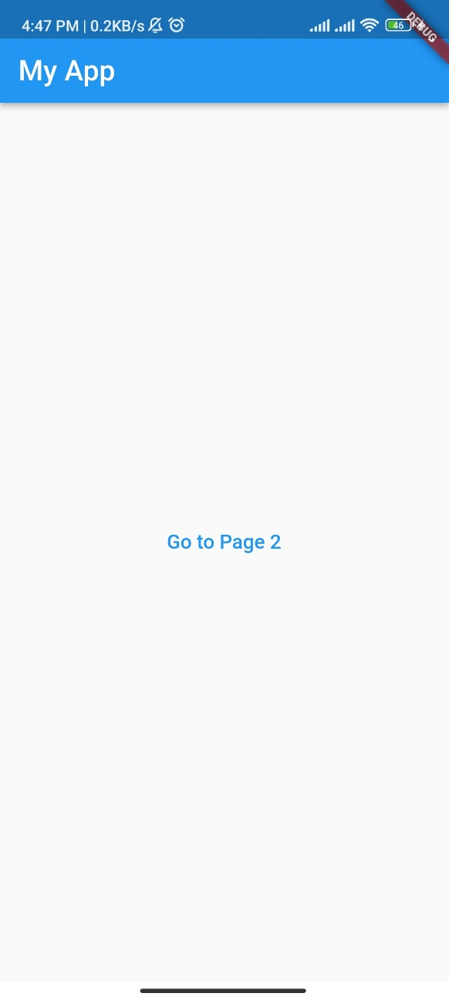 4:47 PM | 0.2KB/s 46
DEBUG
My App
Go to Page 2